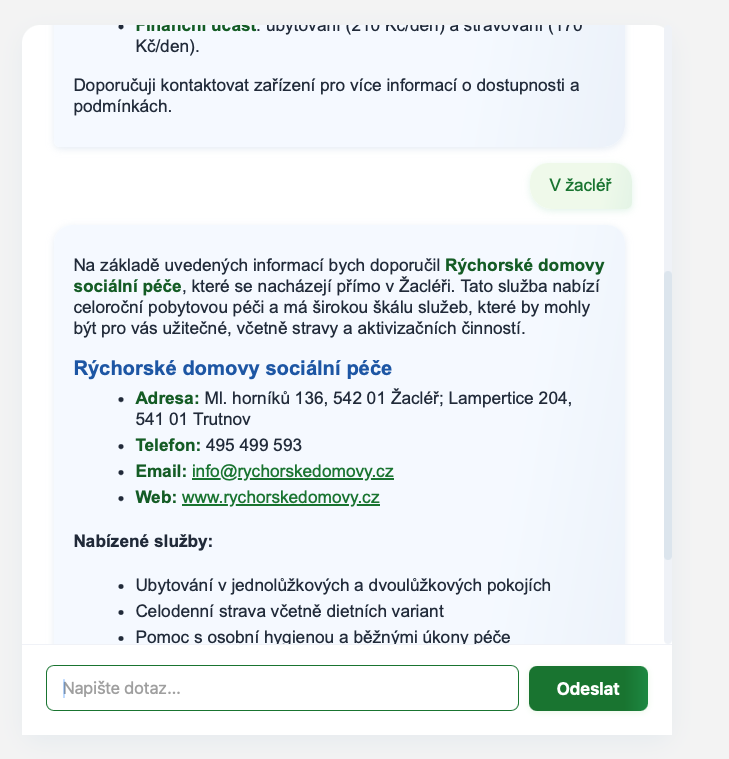 Finanční účast: ubytování (210 Kč/den) a stravování (170
Kč/den).
Doporučuji kontaktovat zařízení pro více informací o dostupnosti a
podmínkách.
V žacléř
Na základě uvedených informací bych doporučil Rýchorské domovy
sociální péče, které se nacházejí přímo v Žacléři. Tato služba nabízí
celoroční pobytovou péči a má širokou škálu služeb, které by mohly
být pro vás užitečné, včetně stravy a aktivizačních činností.
Rýchorské domovy sociální péče
Adresa: Ml. horníků 136, 542 01 Žacléř; Lampertice 204,
541 01 Trutnov
Telefon: 495 499 593
Email: info@rychorskedomovy.cz
Web: www.rychorskedomovy.cz
Nabízené služby:
Ubytování v jednolůžkových a dvoulůžkových pokojích
Celodenní strava včetně dietních variant
Pomoc s osobní hygienou a běžnými úkony péče
Napište dotaz...
Odeslat